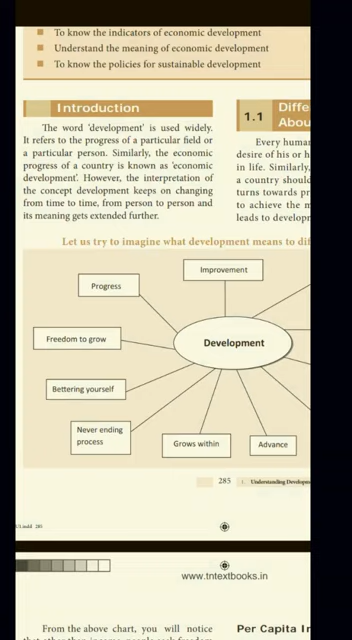 To know the indicators of economic development
Understand the meaning of economic development
To know the policies for sustainable development
Introduction
The word 'development' is used widely.
It refers to the progress of a particular field or
a particular person. Similarly, the economic
progress of a country is known as 'economic
development'. However, the interpretation of
the concept development keeps on changing
from time to time, from person to person and
its meaning gets extended further.
1.1
Every human
desire of his or h
in life. Similarly,
a country should
turns towards pr
to achieve the m
leads to develop
Let us try to imagine what development means to dif
Improvement
Progress
Freedom to grow
Development
Bettering yourself
Never ending
process
Grows within
Advance
285
1. Understanding Developm
www.tntextbooks.in
From the above chart, you will notice
Per Capita